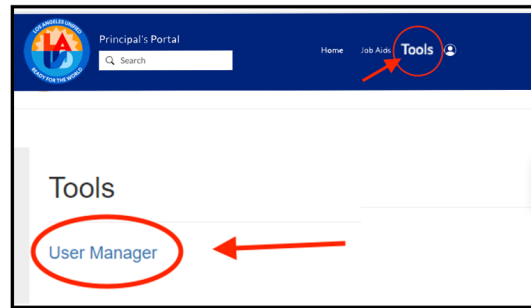 LOS ANGELES UNIFIED
READY FOR THE WORLD
Principal's Portal
Search
Home Job Aids Tools
Tools
User Manager